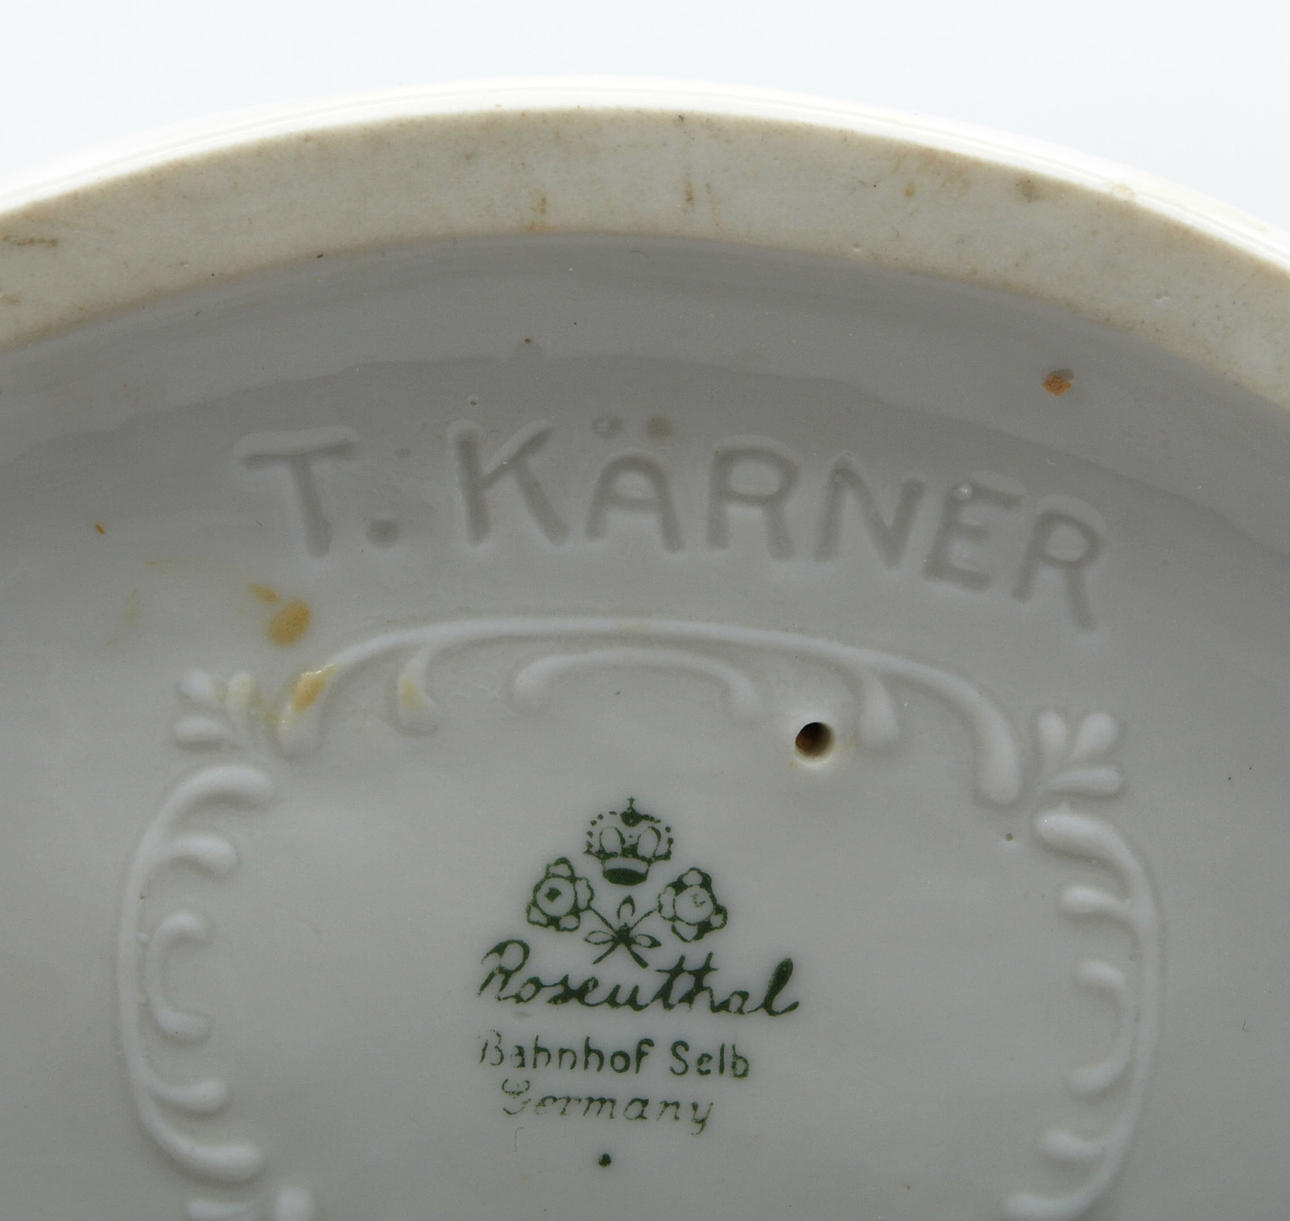 T. KÄRNER
Rosenthal
Bahnhof Selb
Germany